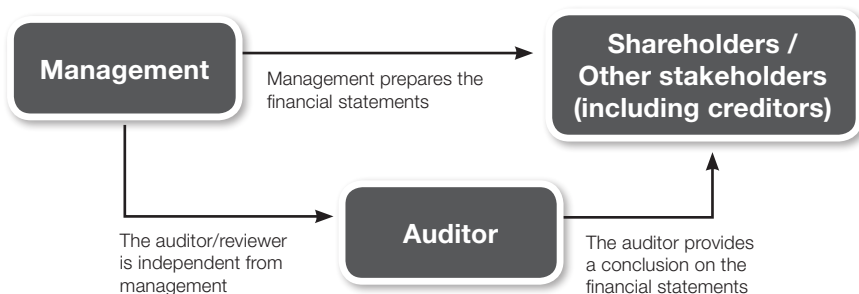 Management
Management prepares the
financial statements
Shareholders /
Other stakeholders
(including creditors)
The auditor/reviewer
is independent from
management
Auditor
The auditor provides
a conclusion on the
financial statements